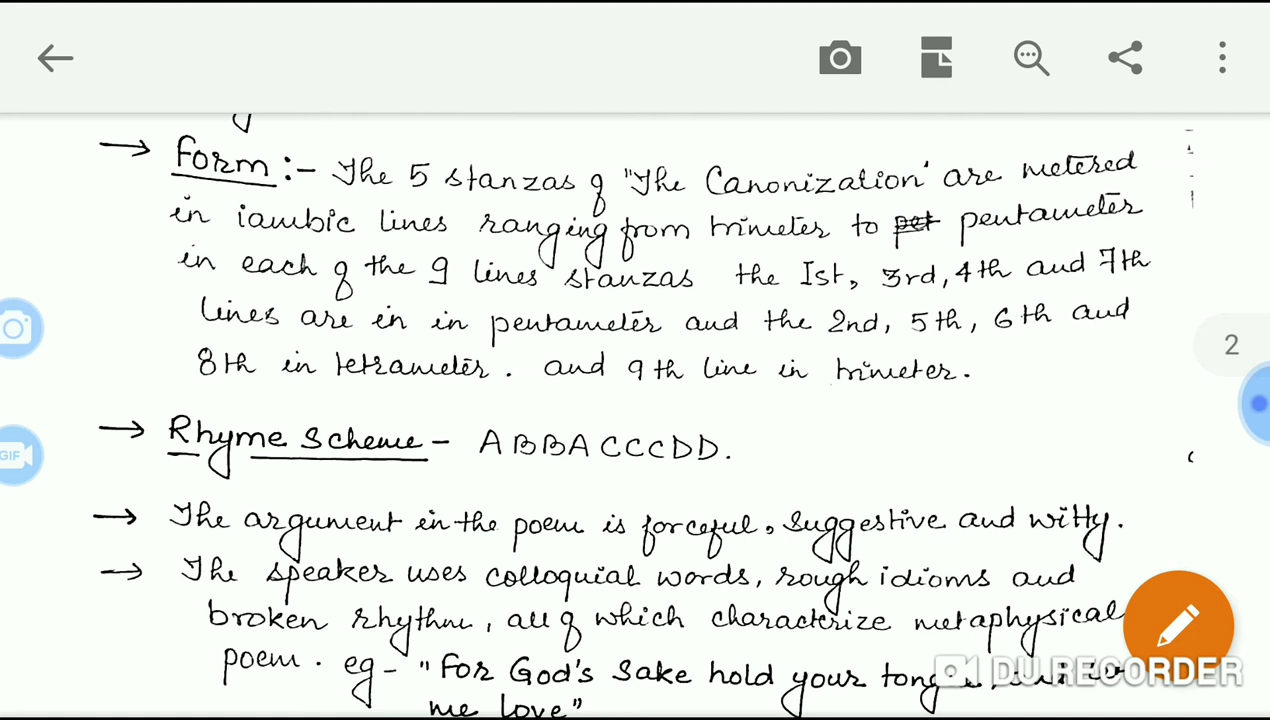 → Form:- The 5 stanzas of "The Canonization' are metered
in iambic lines ranging from trimeter to pentameter
in each of the 9 lines stanzas the Ist, 3rd, 4th and 7th
lines are in in pentameter and the 2nd, 5th, 6th and
8th in tetrameter. and 9th line in trimeter.
2
→ Rhyme Scheme - ABBACCCDD.
GIF
→ The argument in the poem is forceful, suggestive and witty.
→ The speaker uses colloquial words, rough idioms and
broken rhythm, all of which characterize metaphysical
poem. eg- "For God's Sake hold your
me love"
DU RECORDER